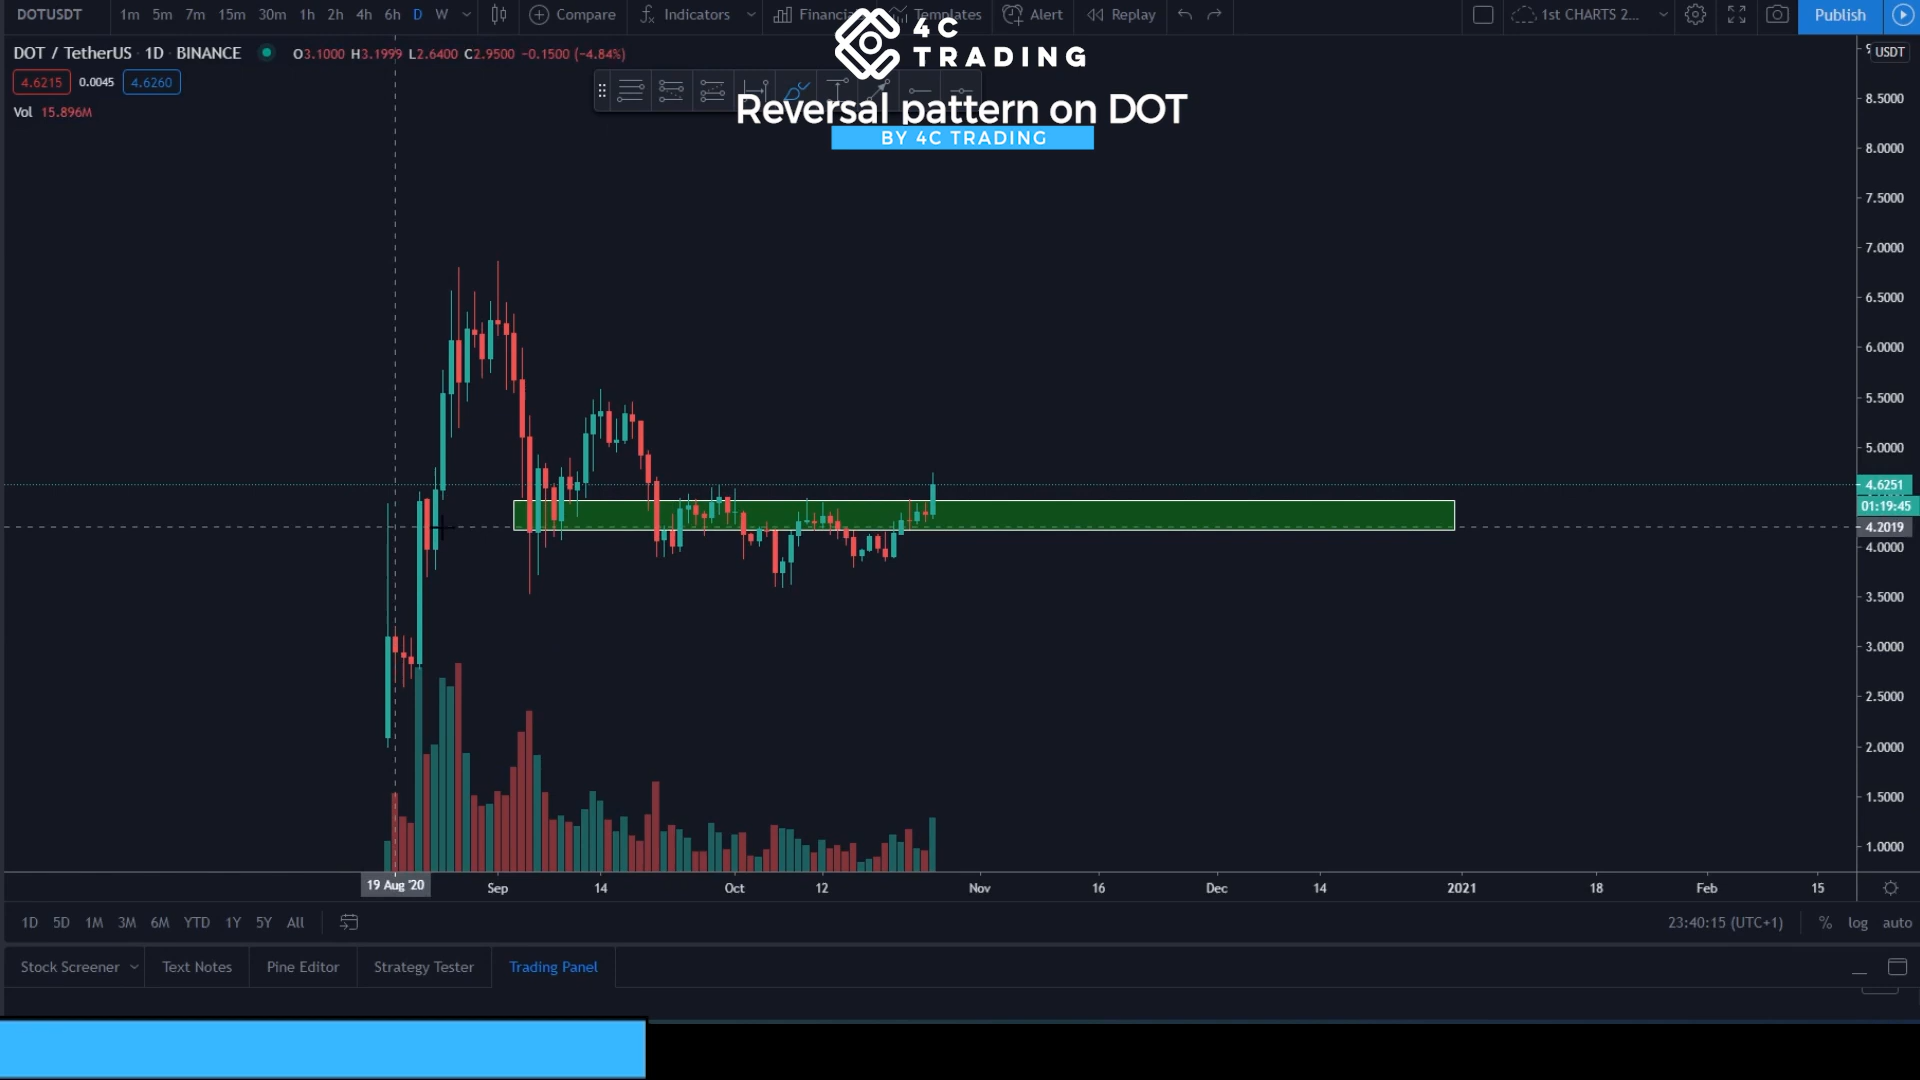 DOTUSDT 1m 5m 7m 15m 30m 1h 2h 4h 6h D W Compare Indicators Financia Templates Alert Replay 1st CHARTS 2... Publish
4C
TRADING
DOT / TetherUS · 1D · BINANCE O3.1000 H3.1999 L2.6400 C2.9500 −0.1500 (−4.84%)
USDT
4.6215 0.0045 4.6260
Vol 15.896M
Reversal pattern on DOT
BY 4C TRADING
8.5000
8.0000
7.5000
7.0000
6.5000
6.0000
5.5000
5.0000
4.6251
01:19:45
4.2019
4.0000
3.5000
3.0000
2.5000
2.0000
1.5000
1.0000
19 Aug '20 Sep 14 Oct 12 Nov 16 Dec 14 2021 18 Feb 15
1D 5D 1M 3M 6M YTD 1Y 5Y All 23:40:15 (UTC+1) % log auto
Stock Screener Text Notes Pine Editor Strategy Tester Trading Panel